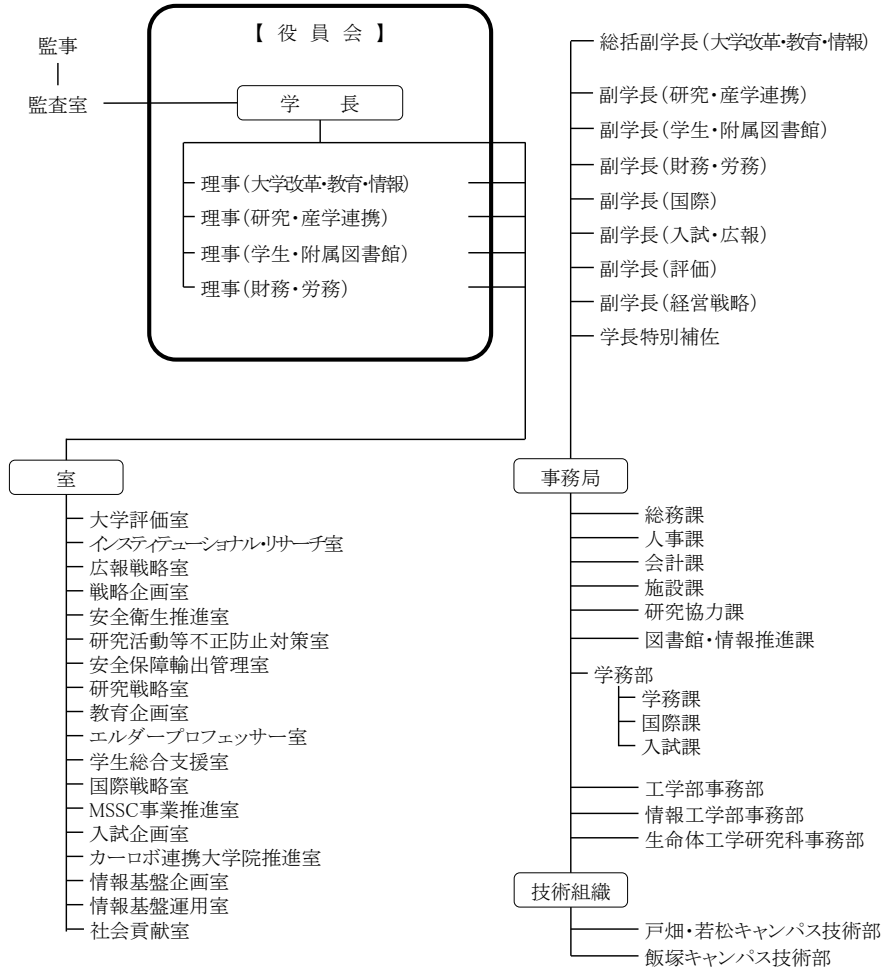 監事
監査室
【 役 員 会 】
学 長
理事(大学改革・教育・情報)
理事(研究・産学連携)
理事(学生・附属図書館)
理事(財務・労務)
総括副学長(大学改革・教育・情報)
副学長(研究・産学連携)
副学長(学生・附属図書館)
副学長(財務・労務)
副学長(国際)
副学長(入試・広報)
副学長(評価)
副学長(経営戦略)
学長特別補佐
室
大学評価室
インスティテューショナル・リサーチ室
広報戦略室
戦略企画室
安全衛生推進室
研究活動等不正防止対策室
安全保障輸出管理室
研究戦略室
教育企画室
エルダープロフェッサー室
学生総合支援室
国際戦略室
MSSC事業推進室
入試企画室
カーロボ連携大学院推進室
情報基盤企画室
情報基盤運用室
社会貢献室
事務局
総務課
人事課
会計課
施設課
研究協力課
図書館・情報推進課
学務部
学務課
国際課
入試課
工学部事務部
情報工学部事務部
生命体工学研究科事務部
技術組織
戸畑・若松キャンパス技術部
飯塚キャンパス技術部